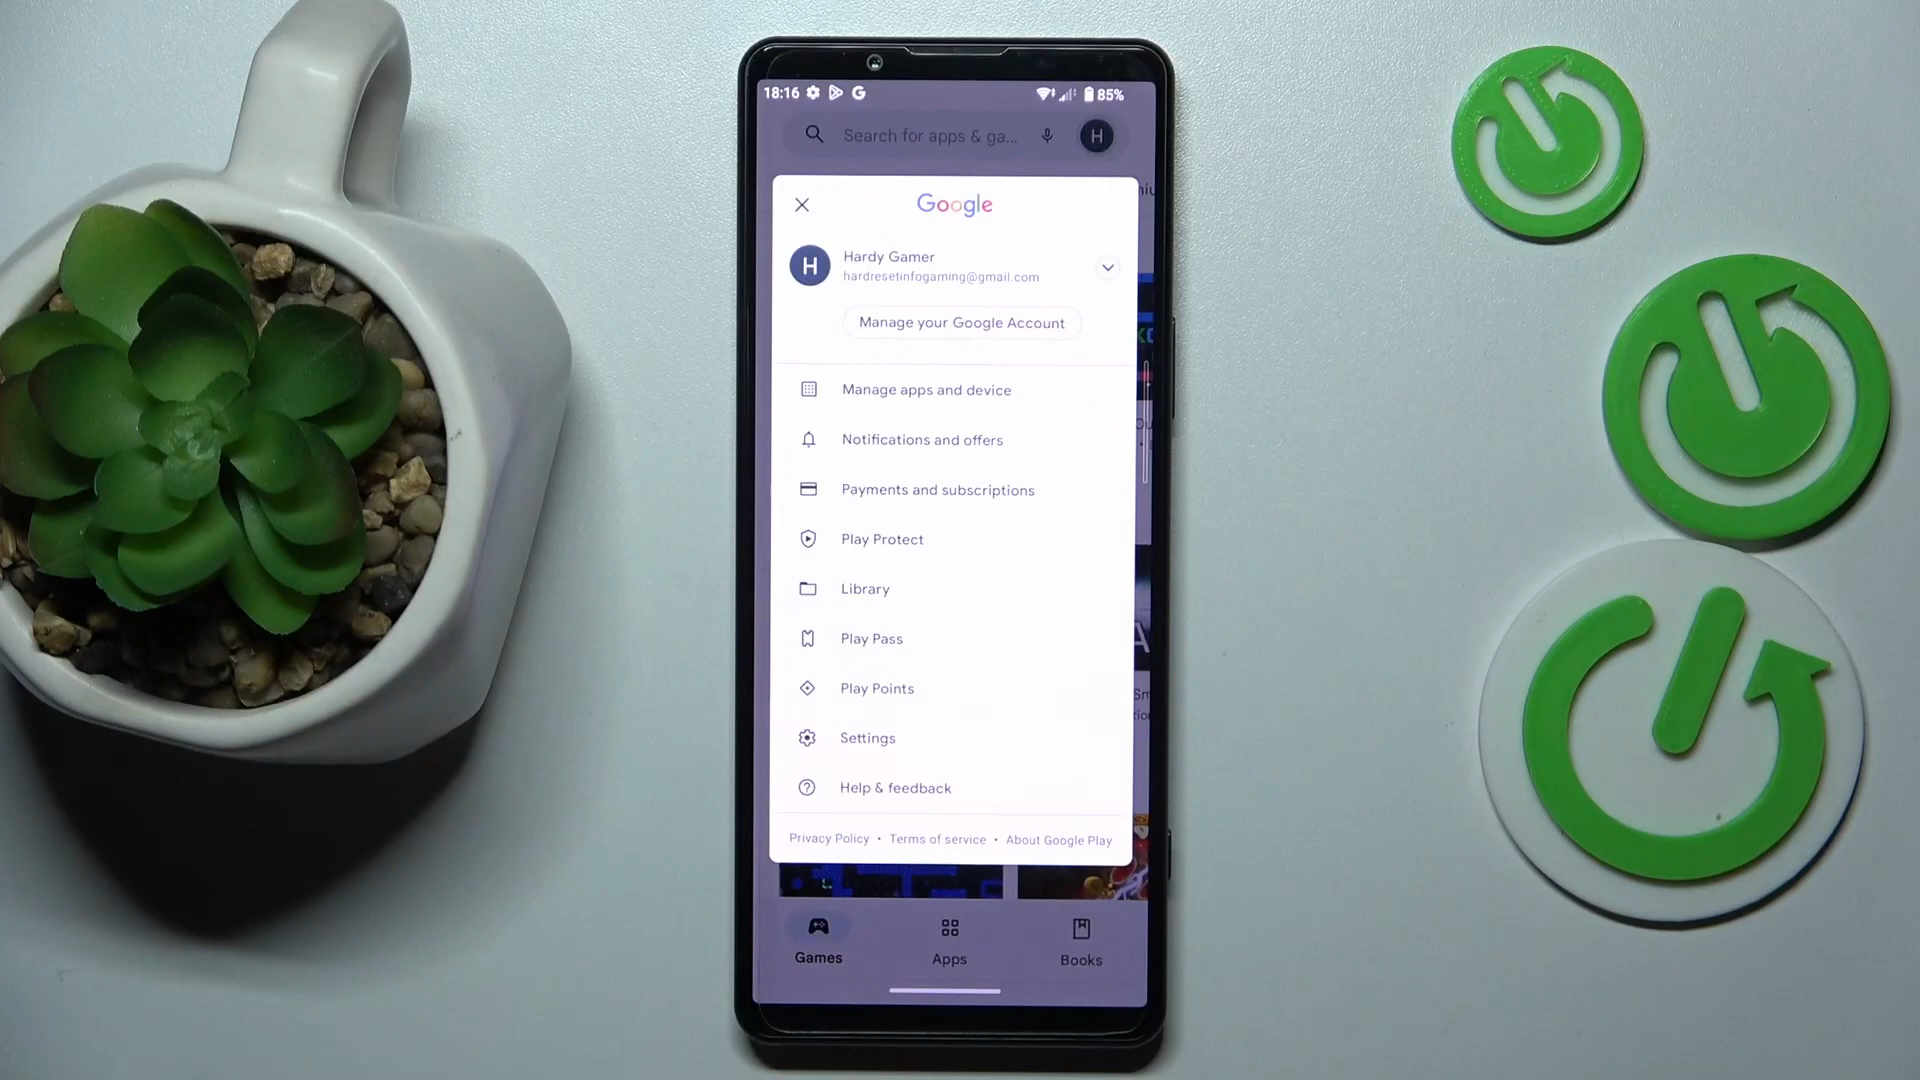 18:16
85%
Search for apps & ga...
H
Google
H
Hardy Gamer
hardresetinfogaming@gmail.com
Manage your Google Account
Manage apps and device
Notifications and offers
Payments and subscriptions
Play Protect
Library
Play Pass
Play Points
Settings
Help & feedback
Privacy Policy • Terms of service • About Google Play
Games
Apps
Books